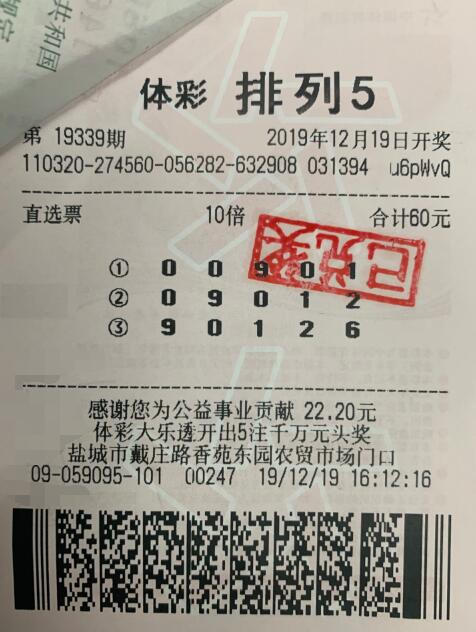 共和国
体彩 排列5
第 19339期 2019年12月19日开奖
110320-274560-056282-632908 031394 u6pWvQ
直选票 10倍 合计60元
已兑奖
① 0 0 9 0 1
② 0 9 0 1 2
③ 9 0 1 2 6
感谢您为公益事业贡献 22.20元
体彩大乐透开出5注千万元头奖
盐城市戴庄路香苑东园农贸市场门口
09-059095-101 00247 19/12/19 16:12:16